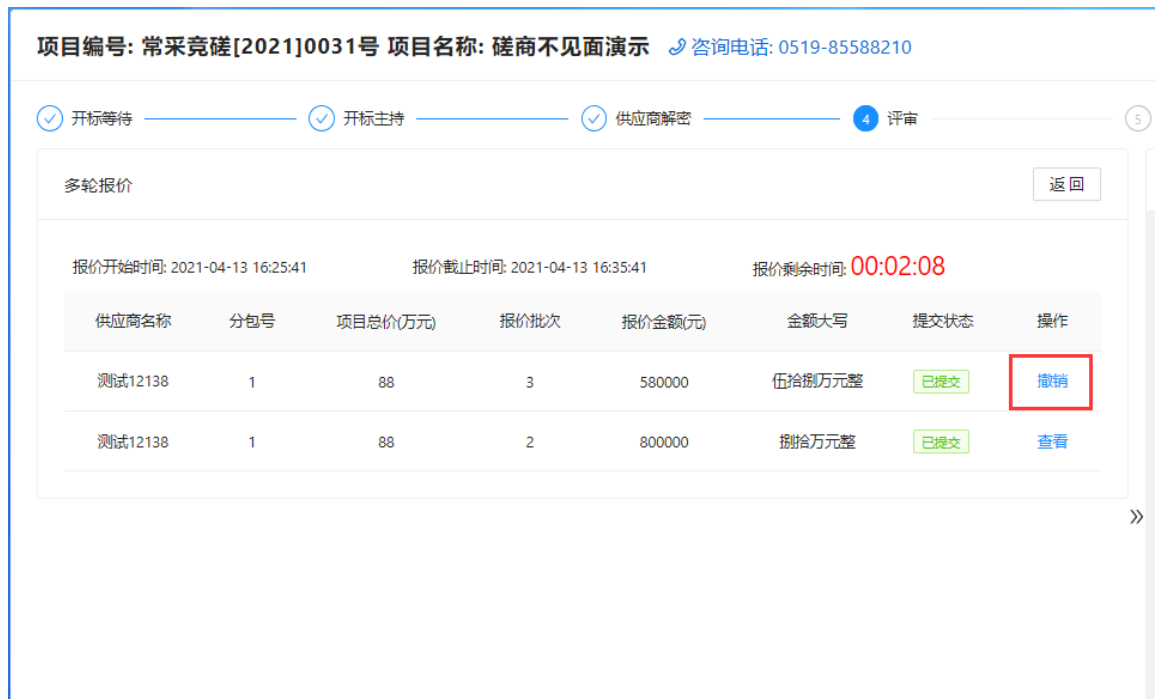 项目编号: 常采竞磋[2021]0031号 项目名称: 磋商不见面演示 咨询电话: 0519-85588210
开标等待 开标主持 供应商解密 4 评审 5
多轮报价 返回
报价开始时间: 2021-04-13 16:25:41 报价截止时间: 2021-04-13 16:35:41 报价剩余时间: 00:02:08
供应商名称 分包号 项目总价(万元) 报价批次 报价金额(元) 金额大写 提交状态 操作
测试12138 1 88 3 580000 伍拾捌万元整 已提交 撤销
测试12138 1 88 2 800000 捌拾万元整 已提交 查看